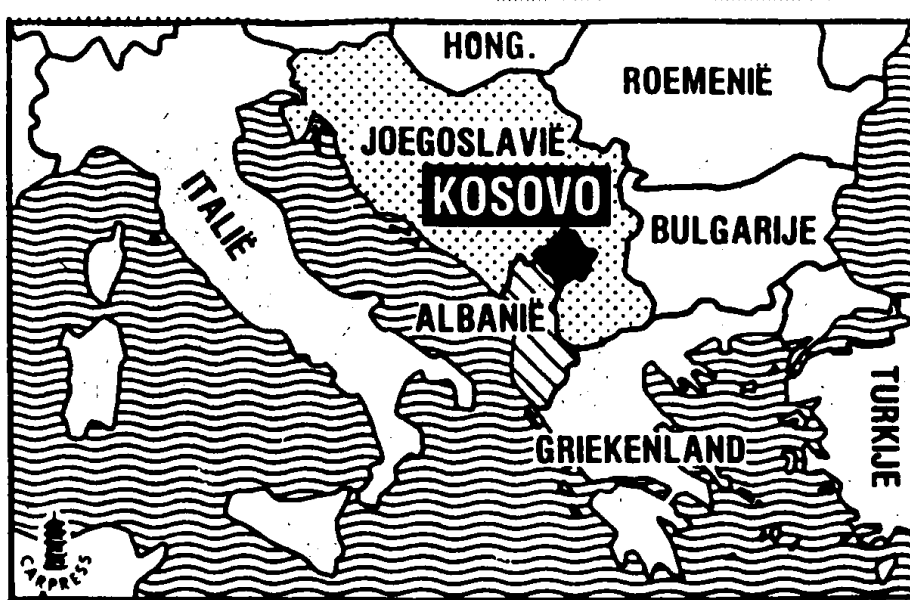 HONG.
ROEMENIË
JOEGOSLAVIË
KOSOVO
ITALIË
BULGARIJE
ALBANIË
TURKIJE
GRIEKENLAND
CARPRESS